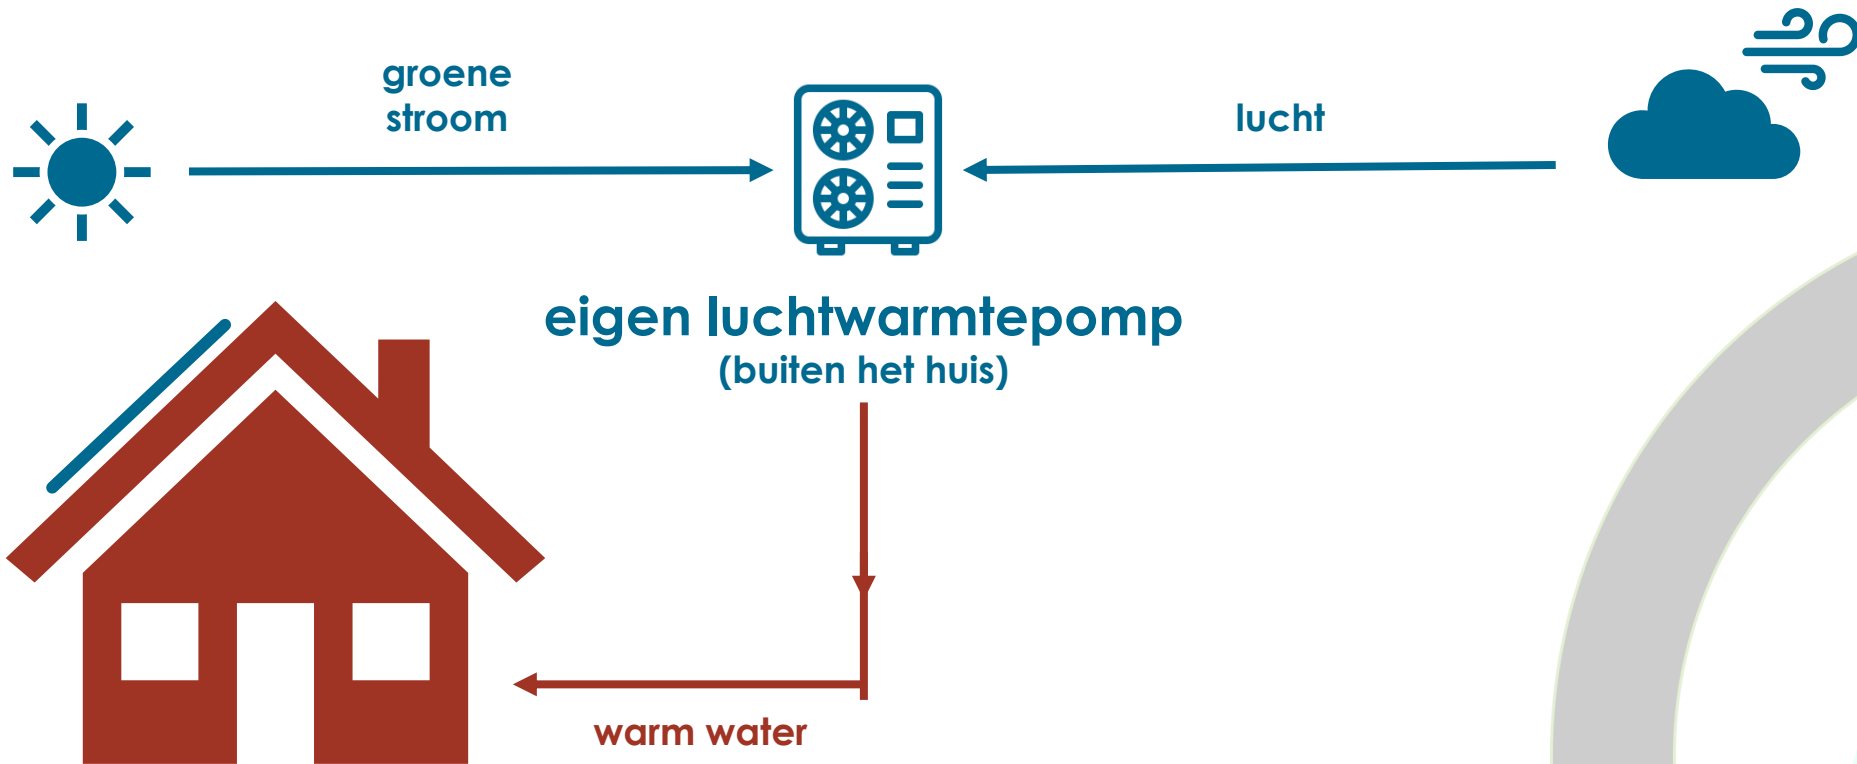 groene
stroom
lucht
eigen luchtwarmtepomp
(buiten het huis)
warm water